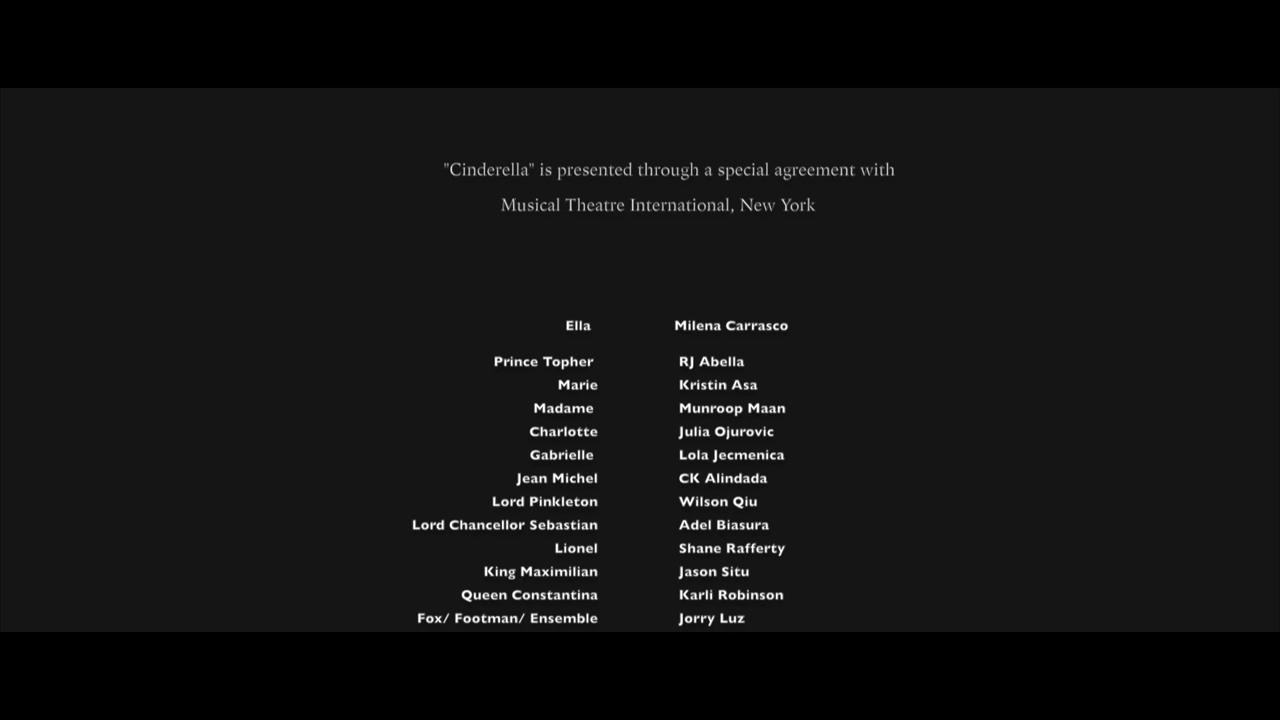 "Cinderella" is presented through a special agreement with
Musical Theatre International, New York
Ella Milena Carrasco
Prince Topher RJ Abella
Marie Kristin Asa
Madame Munroop Maan
Charlotte Julia Ojurovic
Gabrielle Lola Jecmenica
Jean Michel CK Alindada
Lord Pinkleton Wilson Qiu
Lord Chancellor Sebastian Adel Biasura
Lionel Shane Rafferty
King Maximilian Jason Situ
Queen Constantina Karli Robinson
Fox/ Footman/ Ensemble Jorry Luz